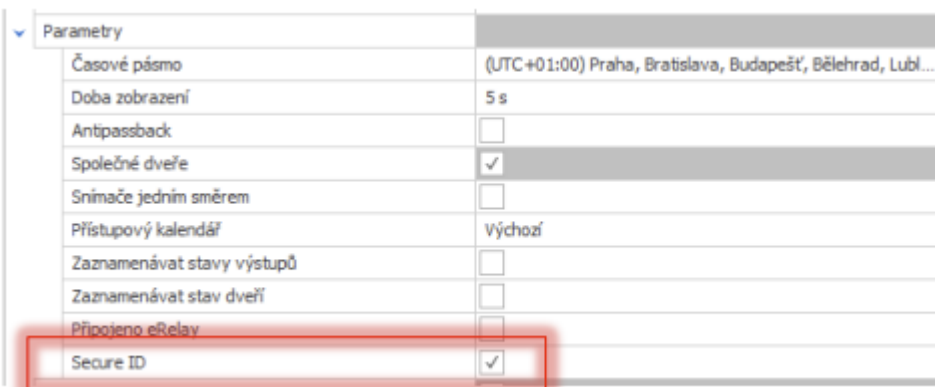 Parametry
Časové pásmo (UTC+01:00) Praha, Bratislava, Budapešť, Bělehrad, Lubl...
Doba zobrazení 5 s
Antipassback
Společné dveře
Snímače jedním směrem
Přístupový kalendář Výchozí
Zaznamenávat stavy výstupů
Zaznamenávat stav dveří
Připojeno eRelay
Secure ID